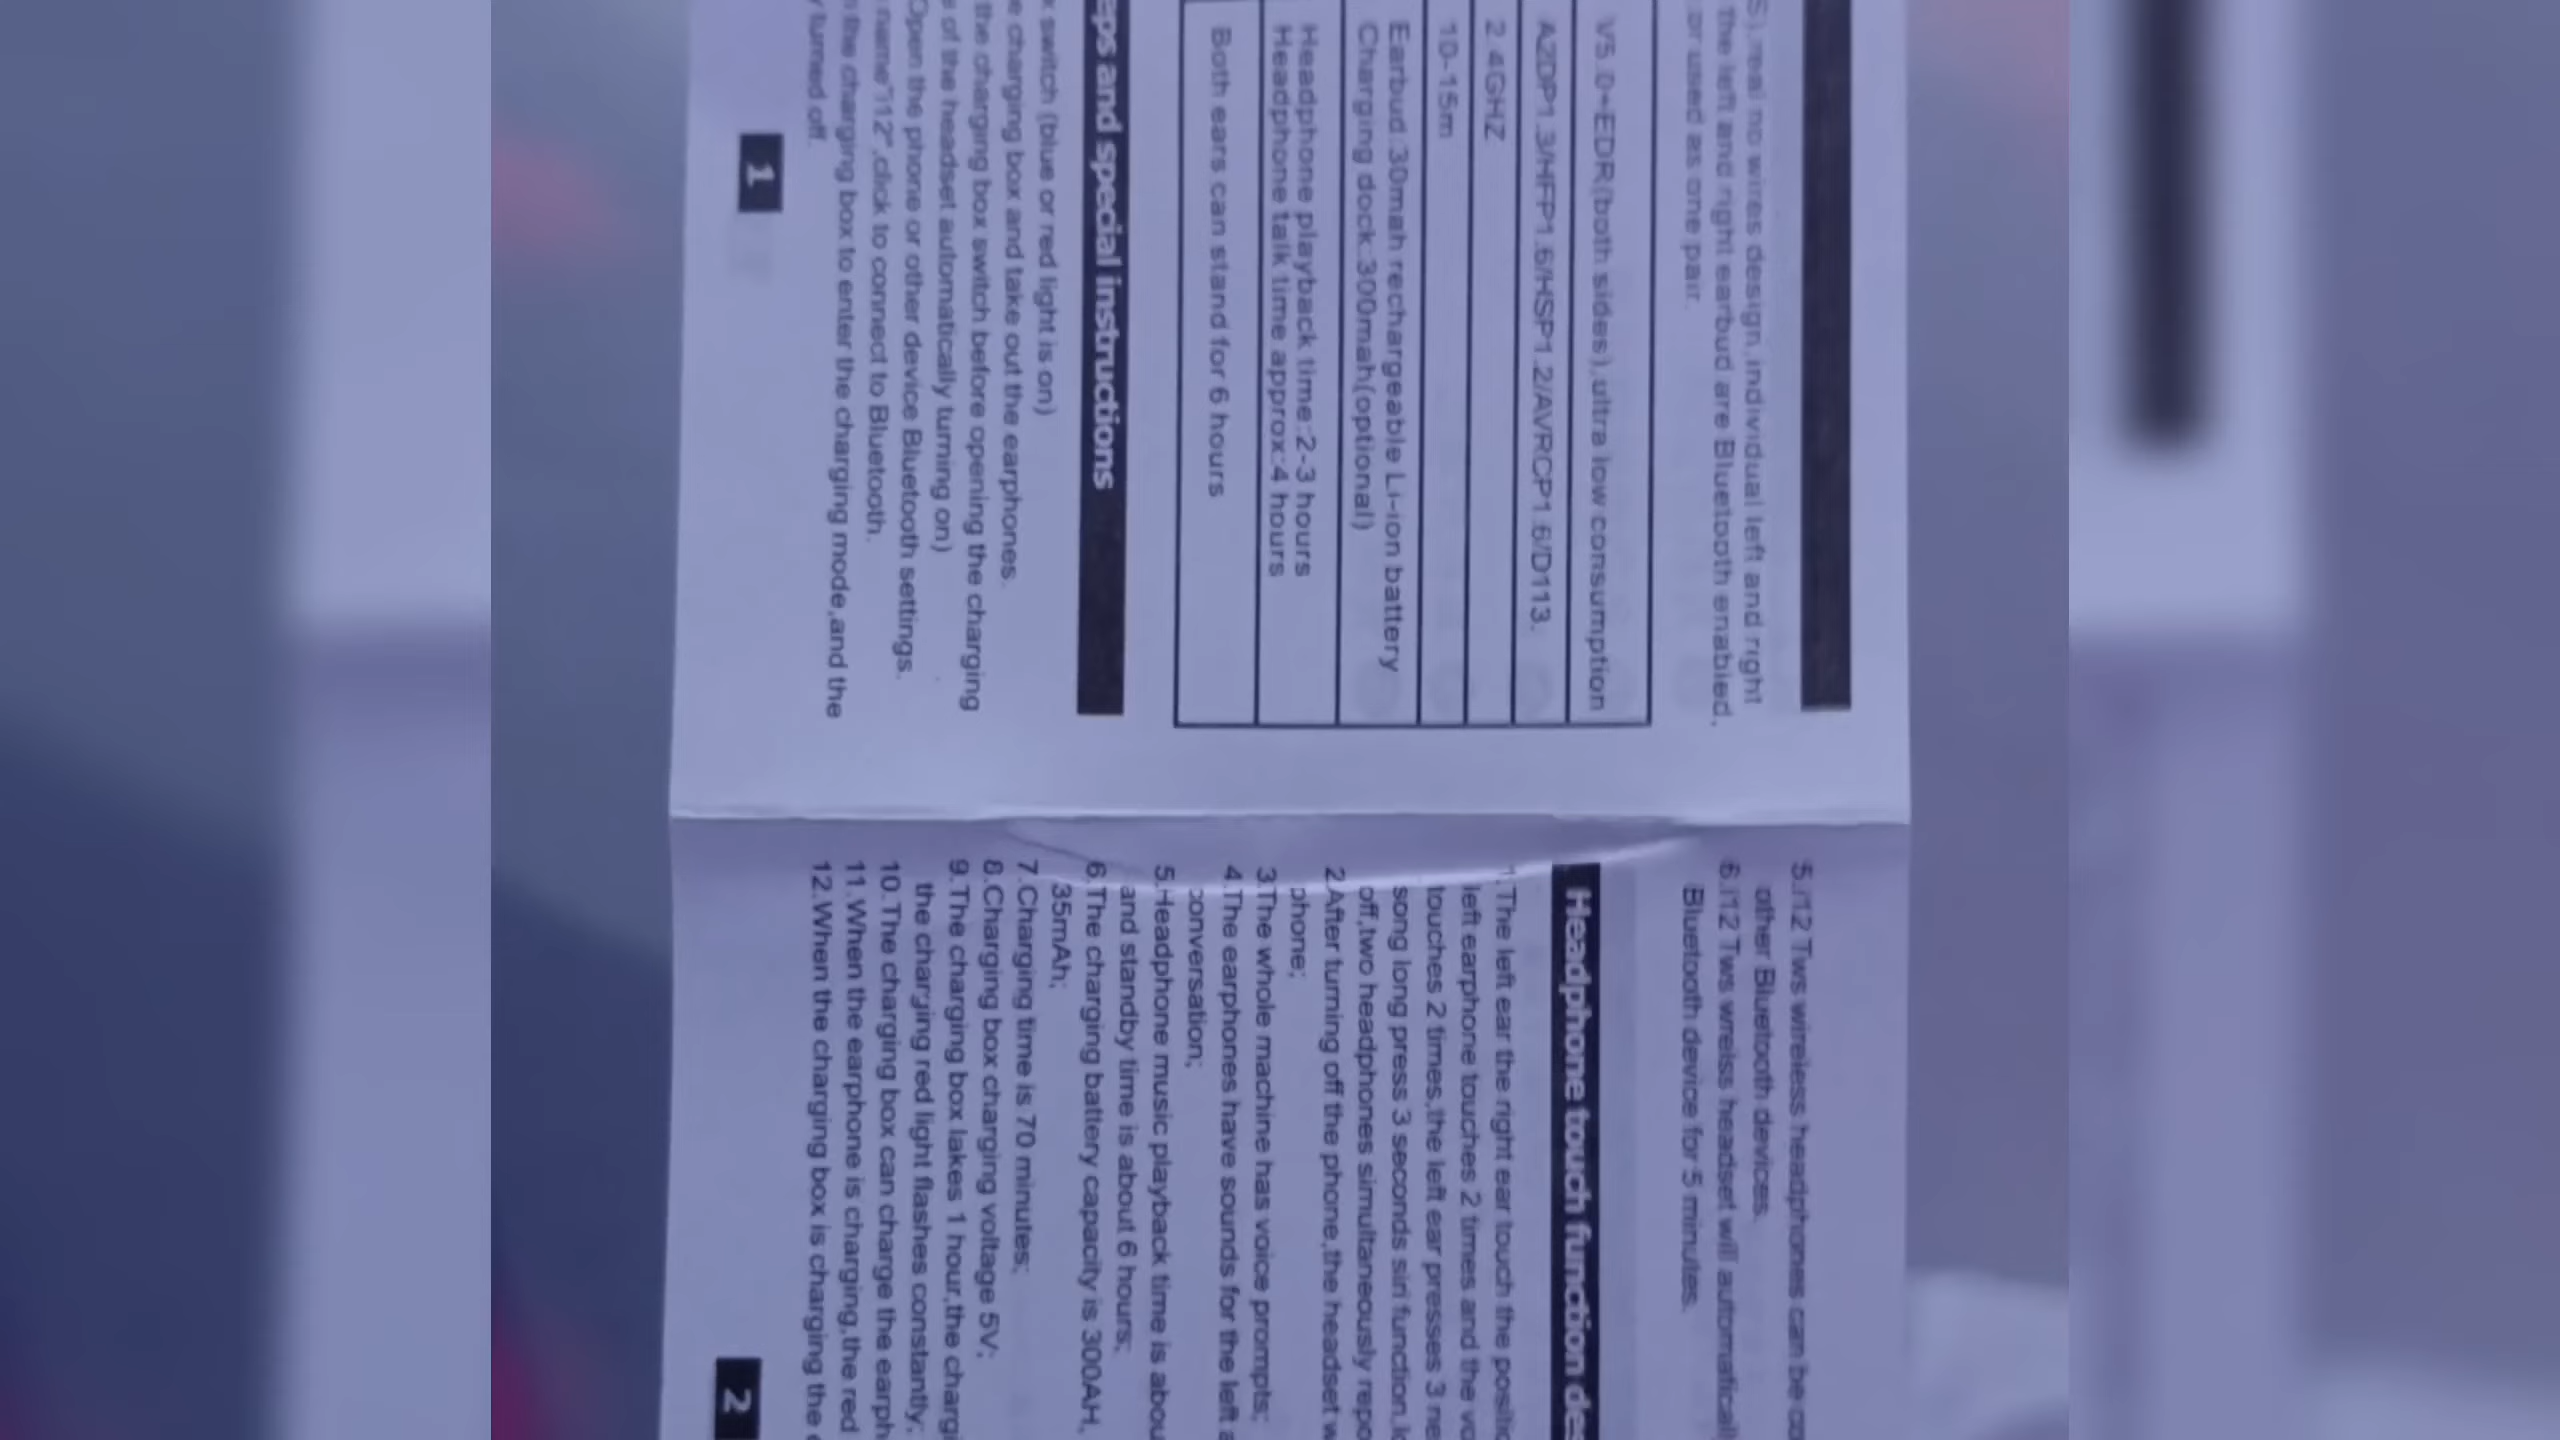 S),real no wires design,individual left and right
the left and right earbud are Bluetooth enabled,
or used as one pair.
V5.0+EDR(both sides),ultra low consumption
A2DP1.3/HFP1.6/HSP1.2/AVRCP1.6/D113.
2.4GHZ
10-15m
Earbud 30mah rechargeable Li-ion battery
Charging dock:300mah(optional)
Headphone playback time:2-3 hours
Headphone talk time approx:4 hours
Both ears can stand for 6 hours
eps and special instructions
x switch (blue or red light is on)
e charging box and take out the earphones.
the charging box switch before opening the charging
s of the headset automatically turning on)
Open the phone or other device Bluetooth settings.
name"i12",click to connect to Bluetooth.
the charging box to enter the charging mode,and the
turned off.
1
5.i12 Tws wireless headphones can be co
other Bluetooth devices.
6.i12 Tws wreiss headset will automaticall
Bluetooth device for 5 minutes.
Headphone touch function des
1.The left ear the right ear touch the positio
left earphone touches 2 times and the vo
touches 2 times,the left ear presses 3 ne
song long press 3 seconds siri function,lo
off,two headphones simultaneously repo
2.After turning off the phone,the headset w
phone;
3.The whole machine has voice prompts;
4.The earphones have sounds for the left a
conversation;
5.Headphone music playback time is abou
and standby time is about 6 hours;
6.The charging battery capacity is 300AH,
35mAh;
7.Charging time is 70 minutes;
8.Charging box charging voltage 5V;
9.The charging box lakes 1 hour,the chargi
the charging red light flashes constantly;
10.The charging box can charge the earph
11.When the earphone is charging,the red
12.When the charging box is charging the e
2